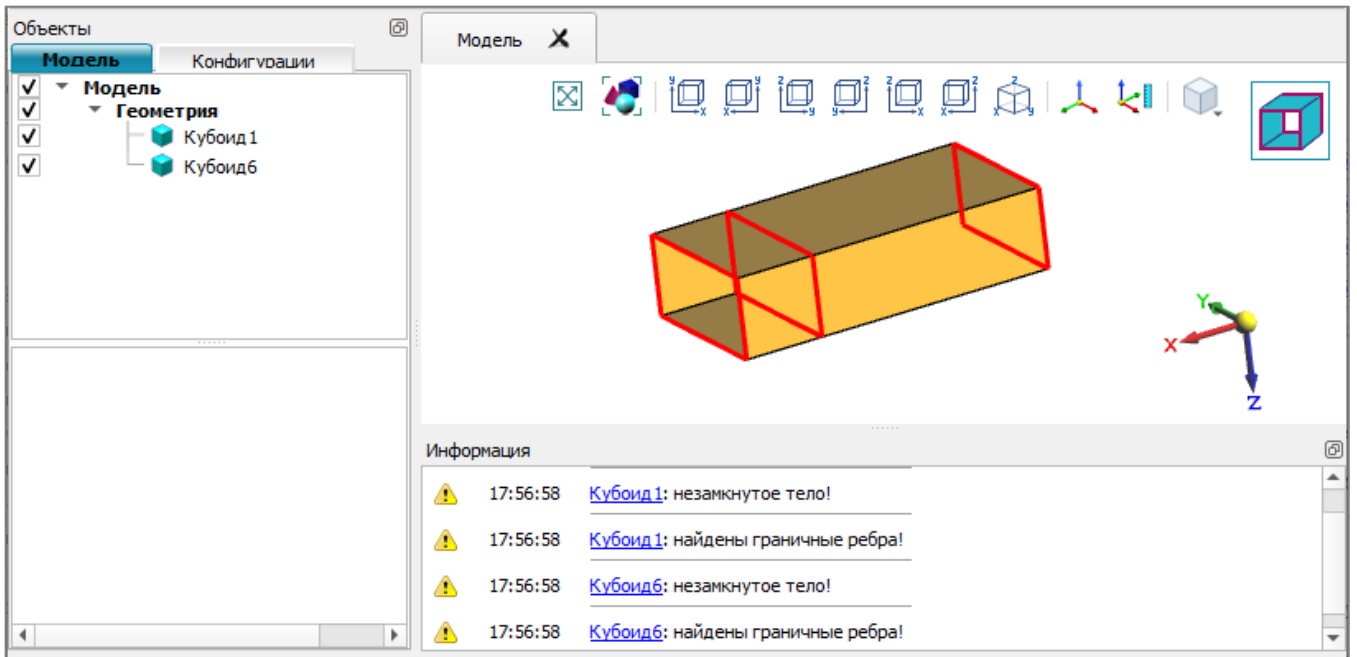 Объекты
Модель
Конфигурации
Модель
Геометрия
Кубоид1
Кубоид6
Модель
y x
y x
z y
z y
z x
z x
z x y
Y
X
Z
Информация
17:56:58 Кубоид1: незамкнутое тело!
17:56:58 Кубоид1: найдены граничные ребра!
17:56:58 Кубоид6: незамкнутое тело!
17:56:58 Кубоид6: найдены граничные ребра!